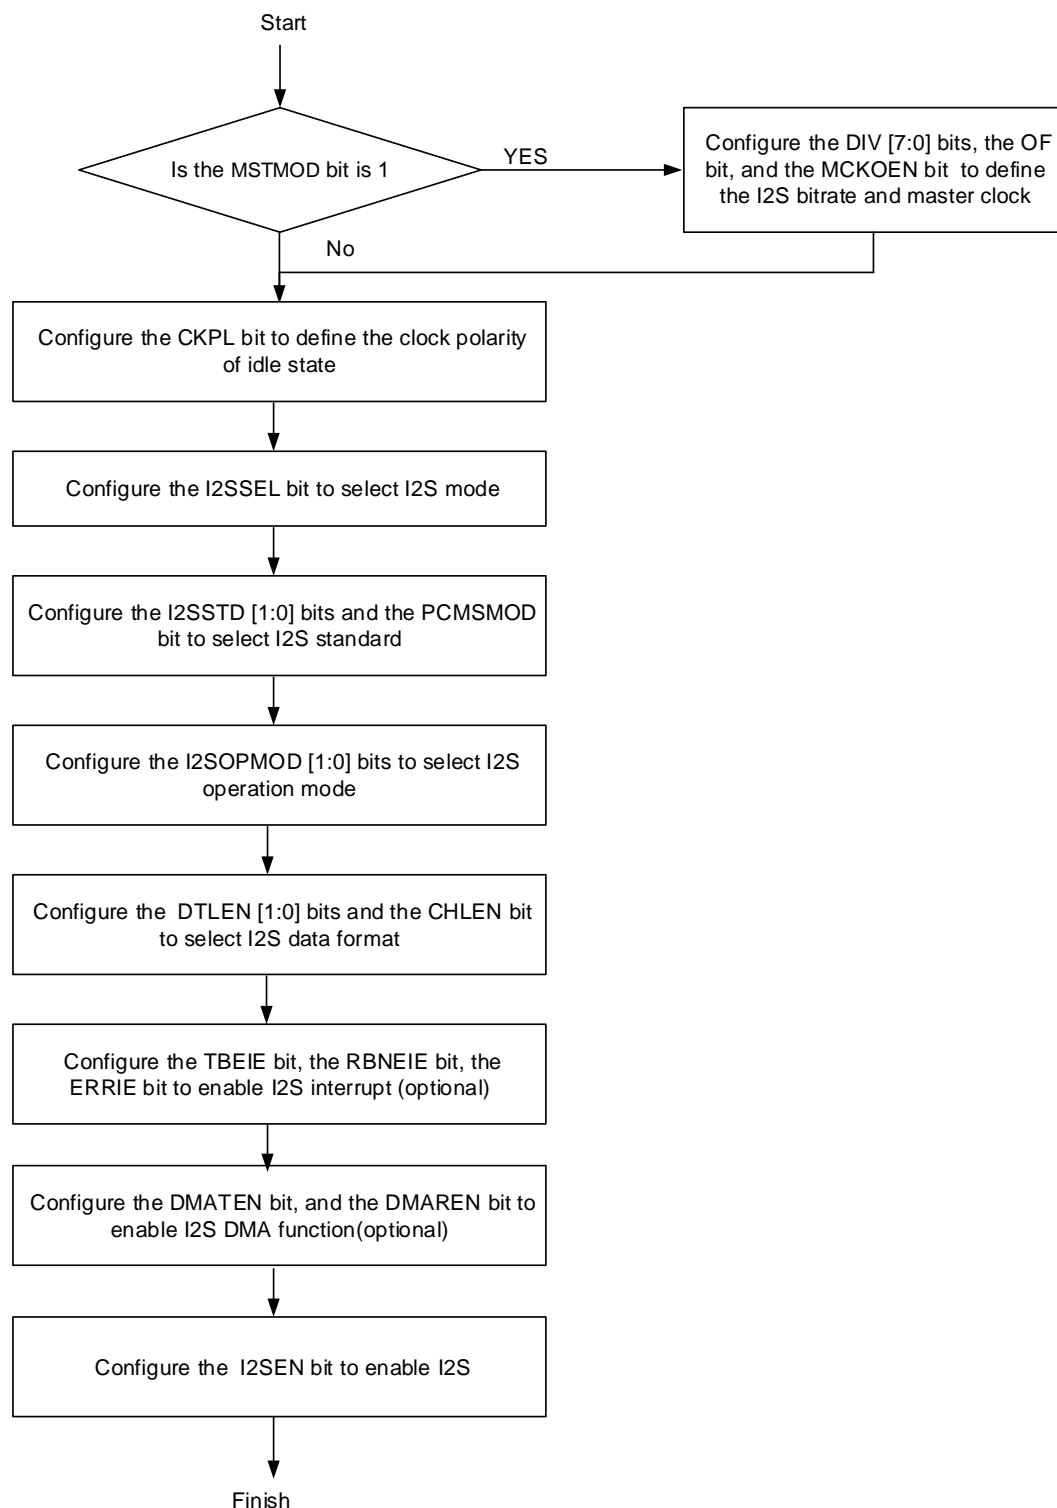 Start
Is the MSTMOD bit is 1
YES
Configure the DIV [7:0] bits, the OF
bit, and the MCKOEN bit to define
the I2S bitrate and master clock
No
Configure the CKPL bit to define the clock polarity
of idle state
Configure the I2SSEL bit to select I2S mode
Configure the I2SSTD [1:0] bits and the PCMSMOD
bit to select I2S standard
Configure the I2SOPMOD [1:0] bits to select I2S
operation mode
Configure the DTLEN [1:0] bits and the CHLEN bit
to select I2S data format
Configure the TBEIE bit, the RBNEIE bit, the
ERRIE bit to enable I2S interrupt (optional)
Configure the DMATEN bit, and the DMAREN bit to
enable I2S DMA function(optional)
Configure the I2SEN bit to enable I2S
Finish